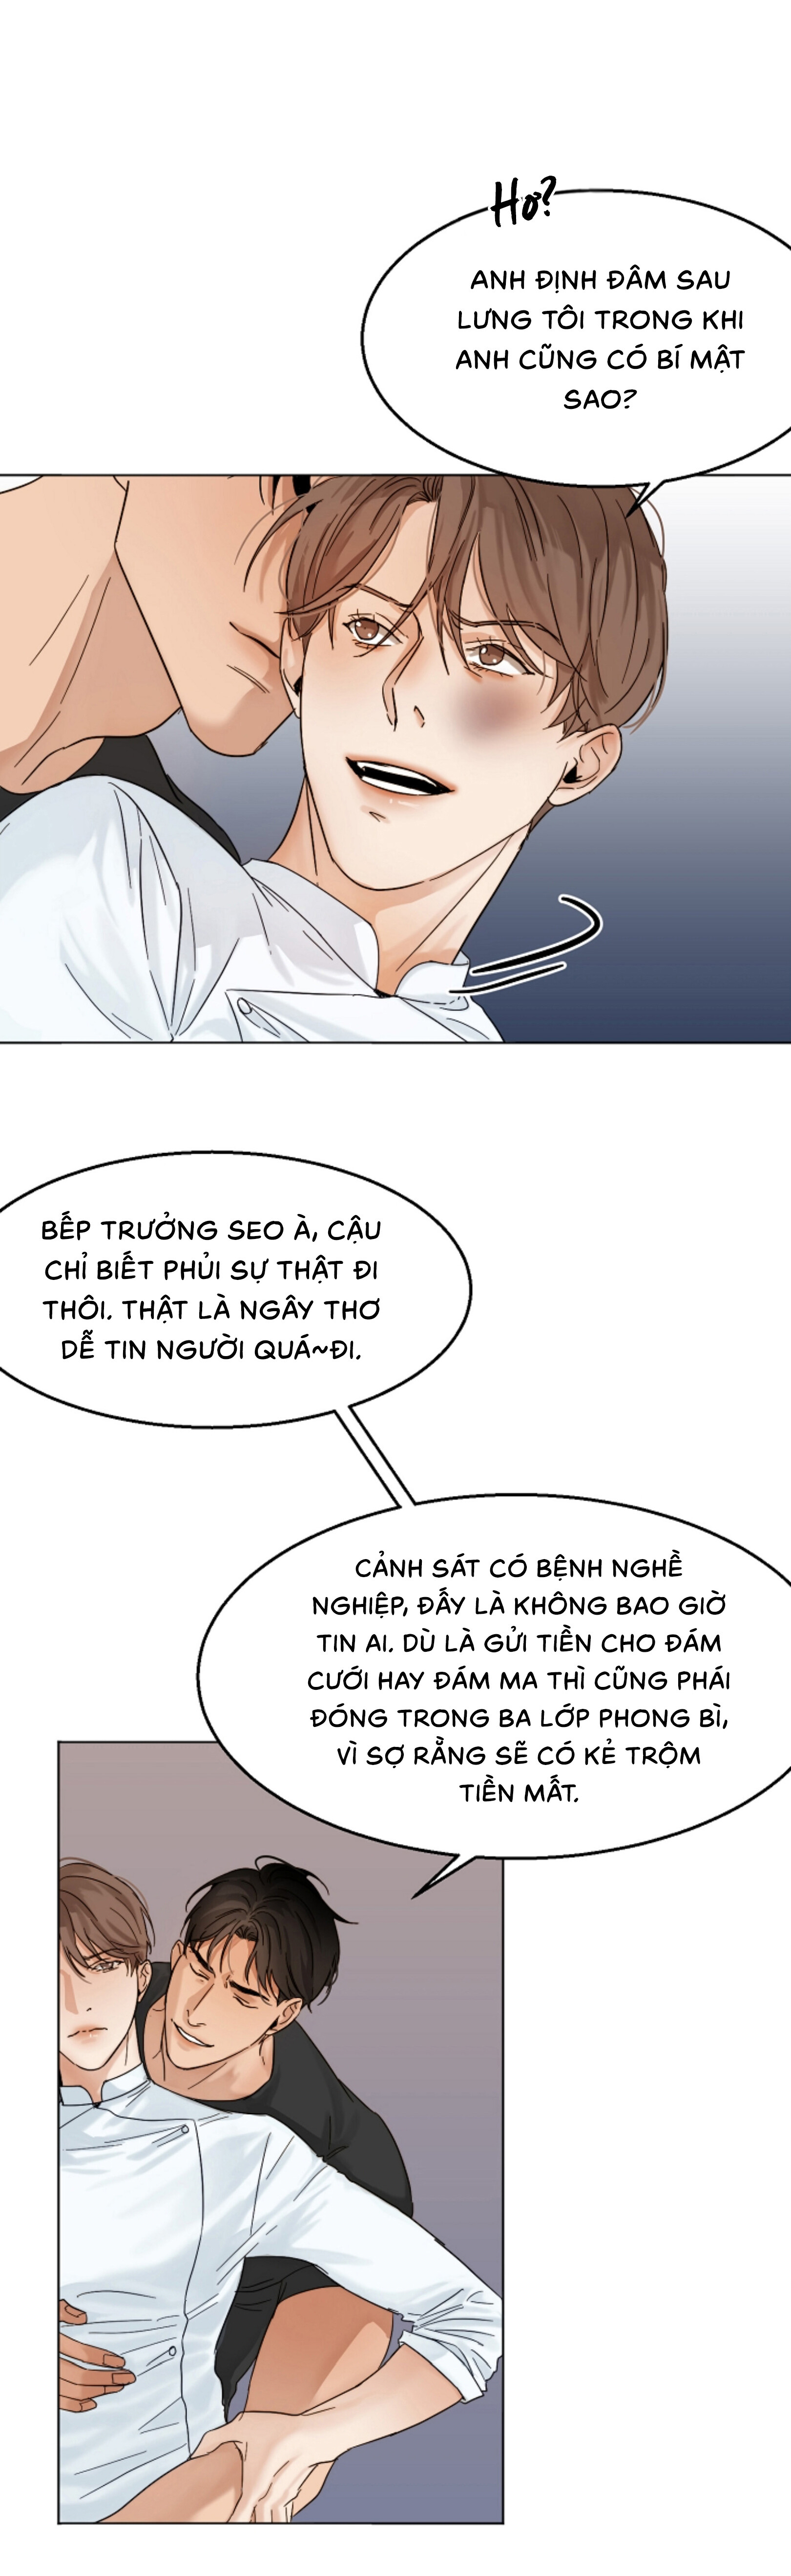 Hơ?
ANH ĐỊNH ĐÂM SAU
LƯNG TÔI TRONG KHI
ANH CŨNG CÓ BÍ MẬT
SAO?
BẾP TRƯỞNG SEO À, CẬU
CHỈ BIẾT PHỦI SỰ THẬT ĐI
THÔI. THẬT LÀ NGÂY THƠ
DỄ TIN NGƯỜI QUÁ~ĐI.
CẢNH SÁT CÓ BỆNH NGHỀ
NGHIỆP, ĐẤY LÀ KHÔNG BAO GIỜ
TIN AI. DÙ LÀ GỬI TIỀN CHO ĐÁM
CƯỚI HAY ĐÁM MA THÌ CŨNG PHÁI
ĐÓNG TRONG BA LỚP PHONG BÌ,
VÌ SỢ RẰNG SẼ CÓ KẺ TRỘM
TIỀN MẤT.